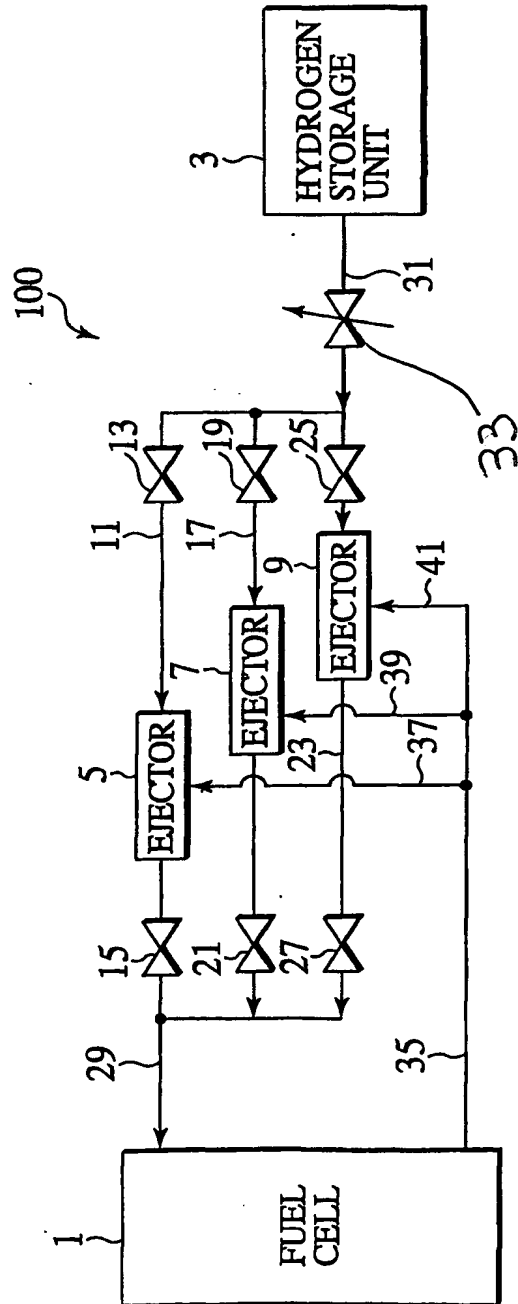 100
1
FUEL
CELL
29
15
5
EJECTOR
11
13
21
7
EJECTOR
17
19
27
23
9
EJECTOR
25
33
31
3
HYDROGEN
STORAGE
UNIT
35
37
39
41